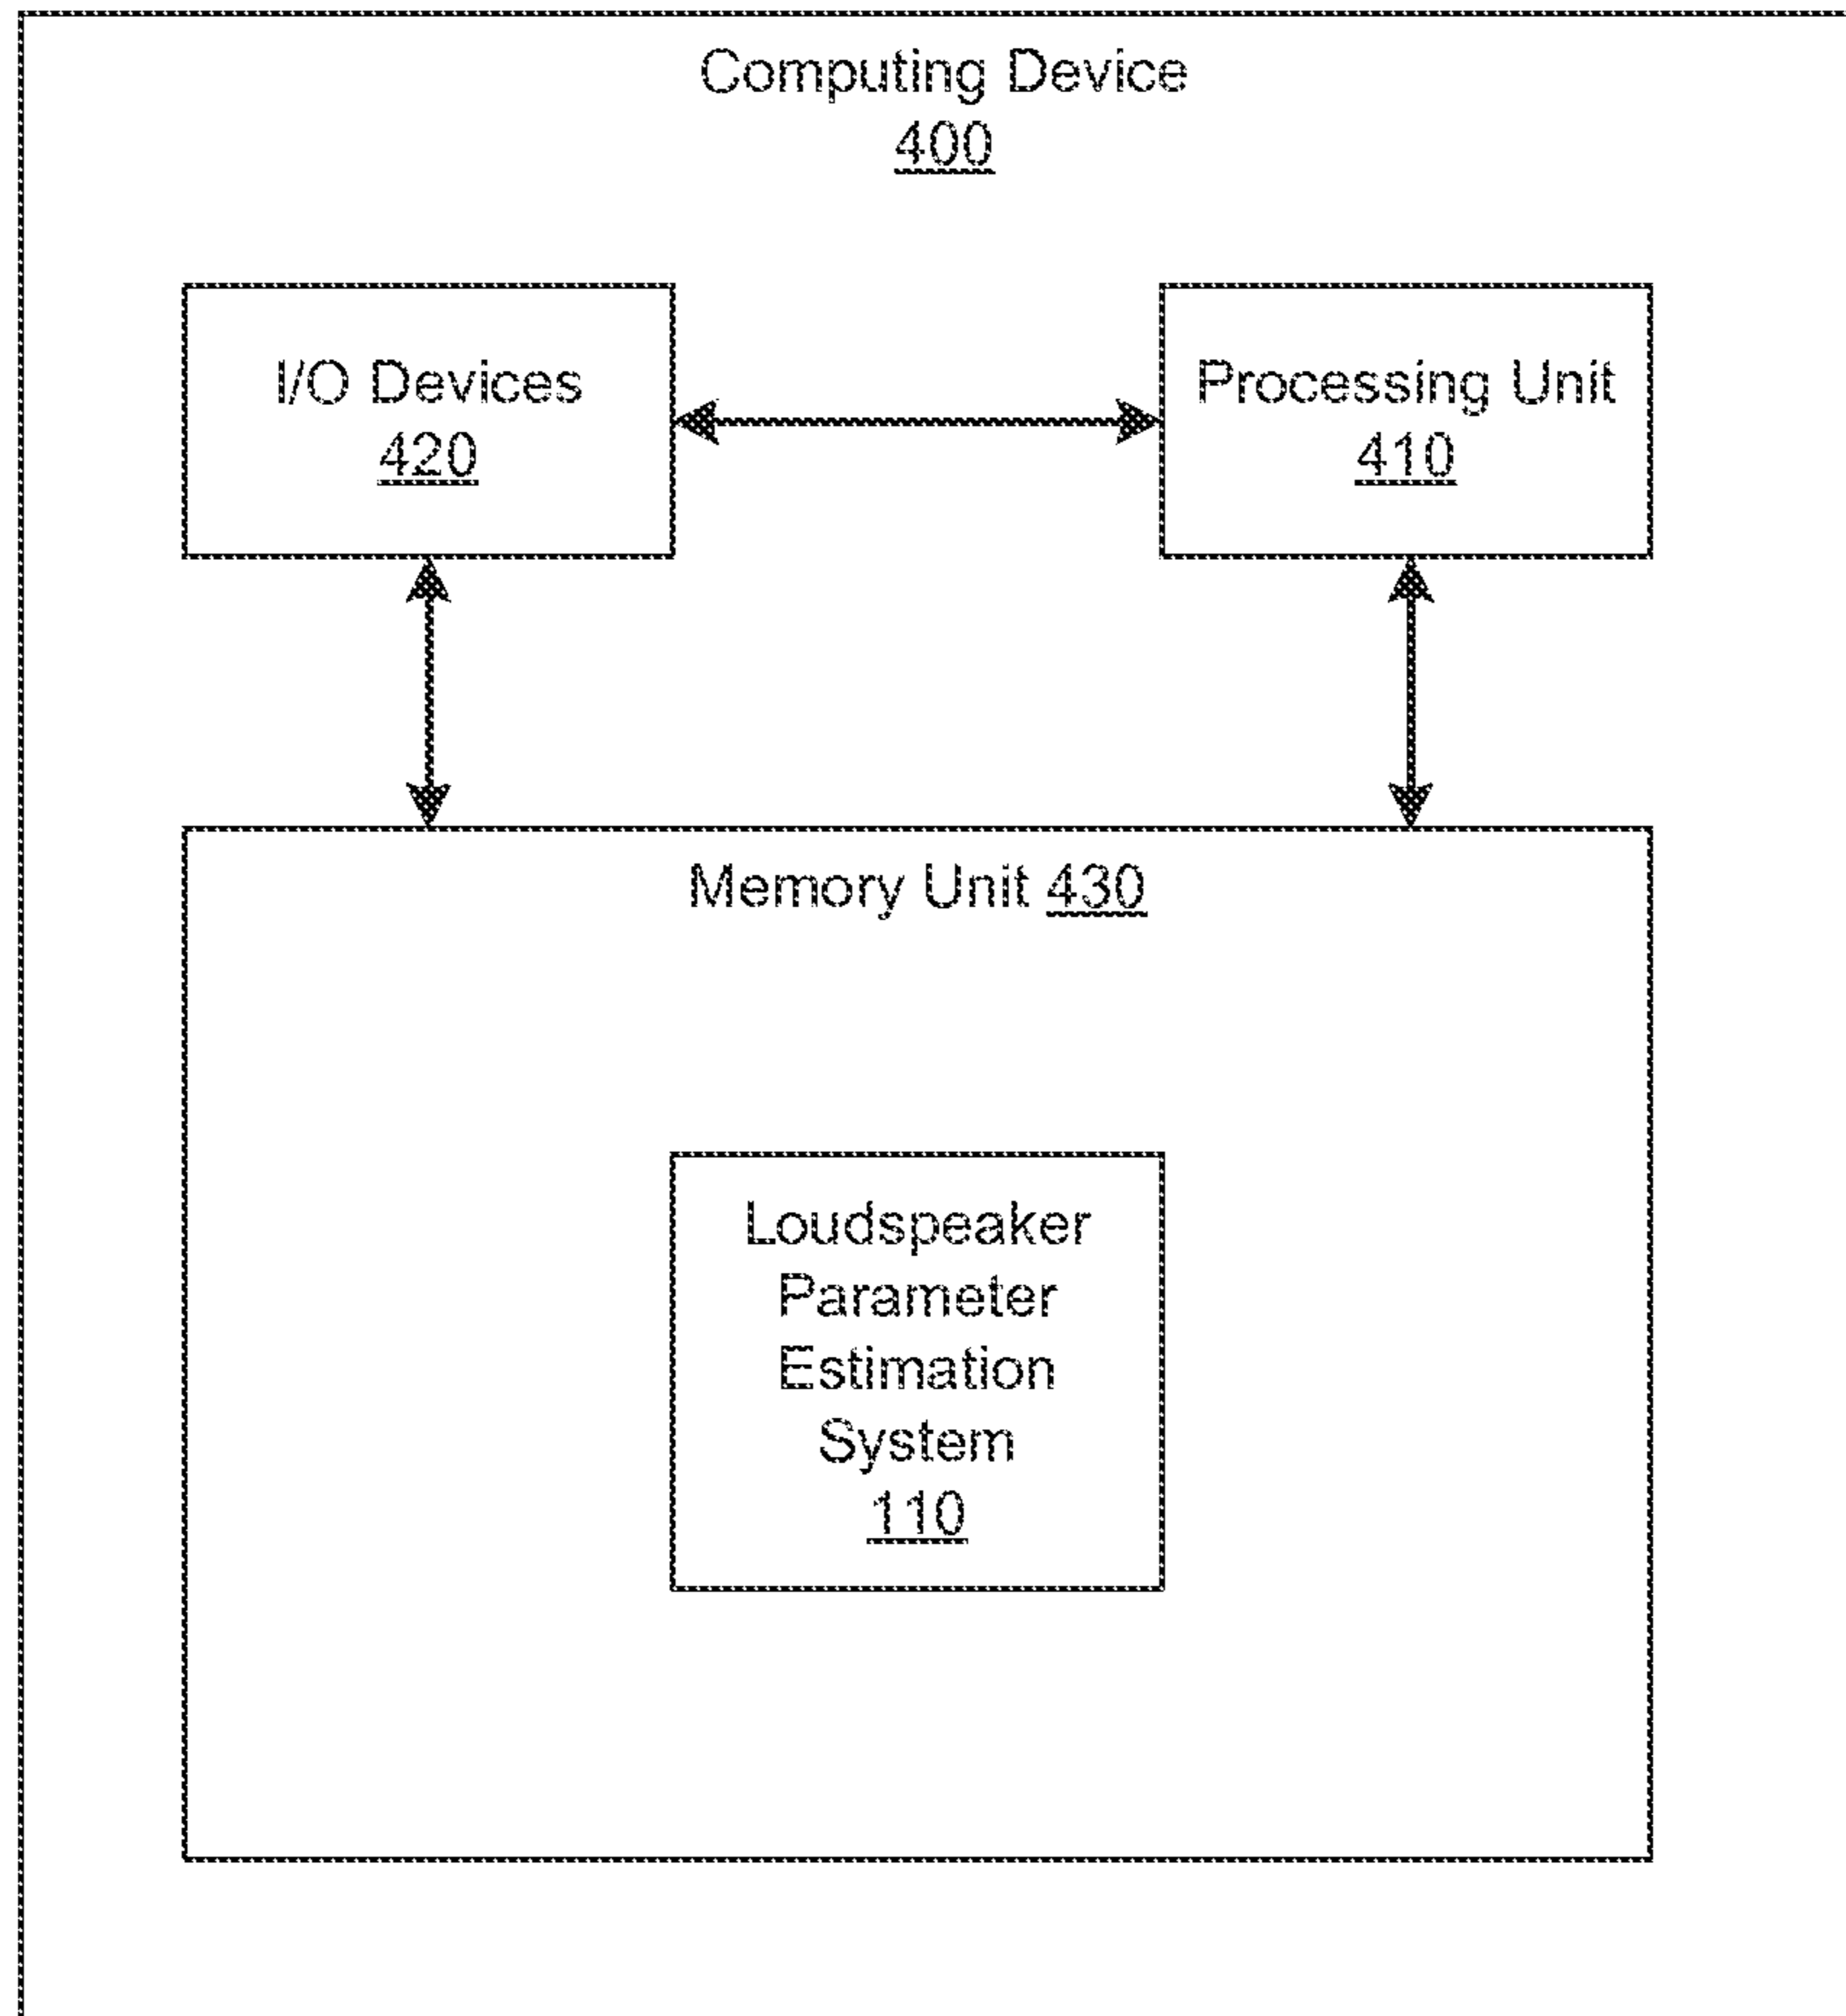 Computing Device
400
I/O Devices
420
Processing Unit
410
Memory Unit 430
Loudspeaker
Parameter
Estimation
System
110